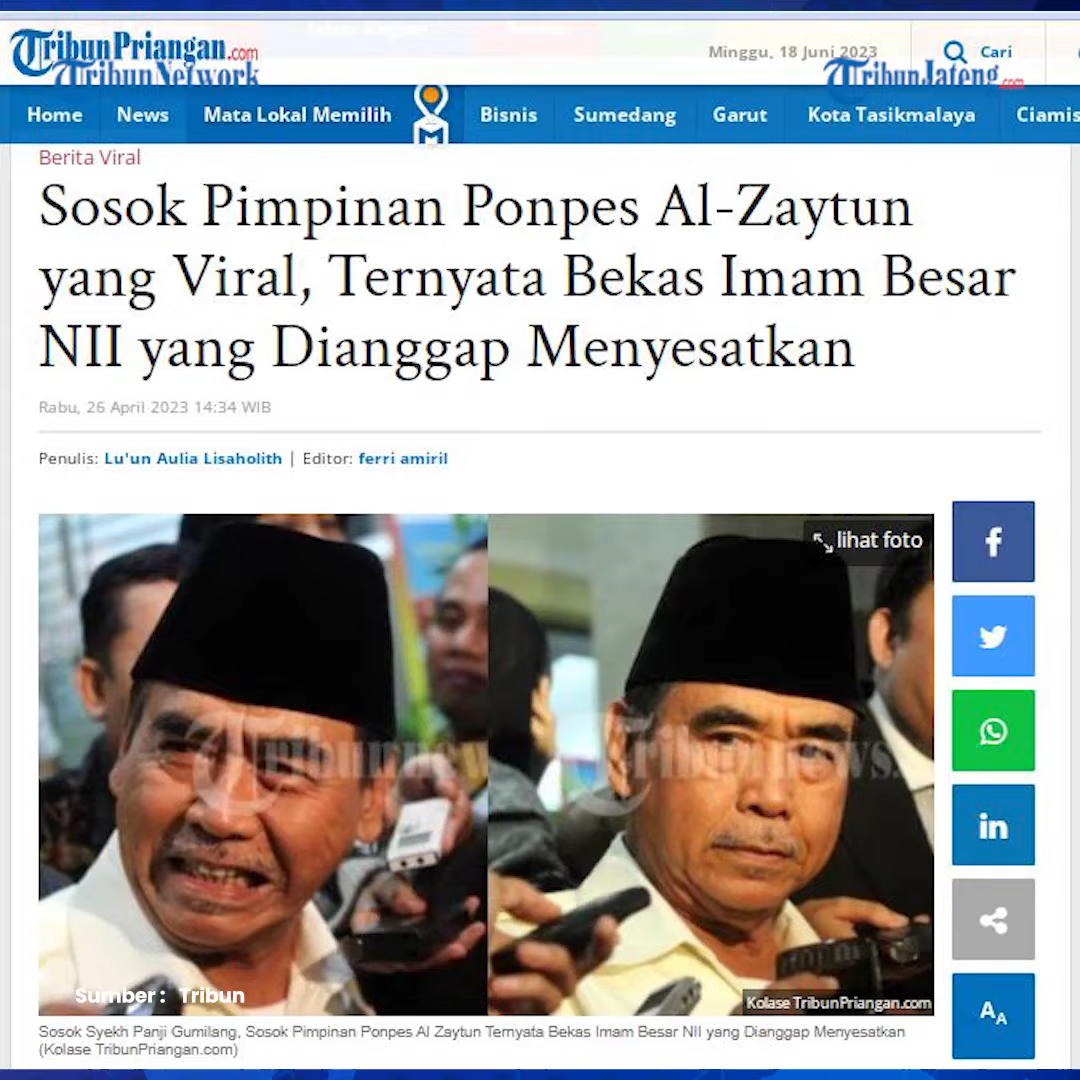 TribunPriangan.com
TribunNetwork
Minggu, 18 Juni 2023
Cari
TribunJateng.com
Home News Mata Lokal Memilih M Bisnis Sumedang Garut Kota Tasikmalaya Ciamis
Berita Viral
Sosok Pimpinan Ponpes Al-Zaytun
yang Viral, Ternyata Bekas Imam Besar
NII yang Dianggap Menyesatkan
Rabu, 26 April 2023 14:34 WIB
Penulis: Lu'un Aulia Lisaholith | Editor: ferri amiril
lihat foto
Tribunnews
Tribunnews.
f
in
AA
Sumber : Tribun
Kolase TribunPriangan.com
Sosok Syekh Panji Gumilang, Sosok Pimpinan Ponpes Al Zaytun Ternyata Bekas Imam Besar NII yang Dianggap Menyesatkan
(Kolase TribunPriangan.com)